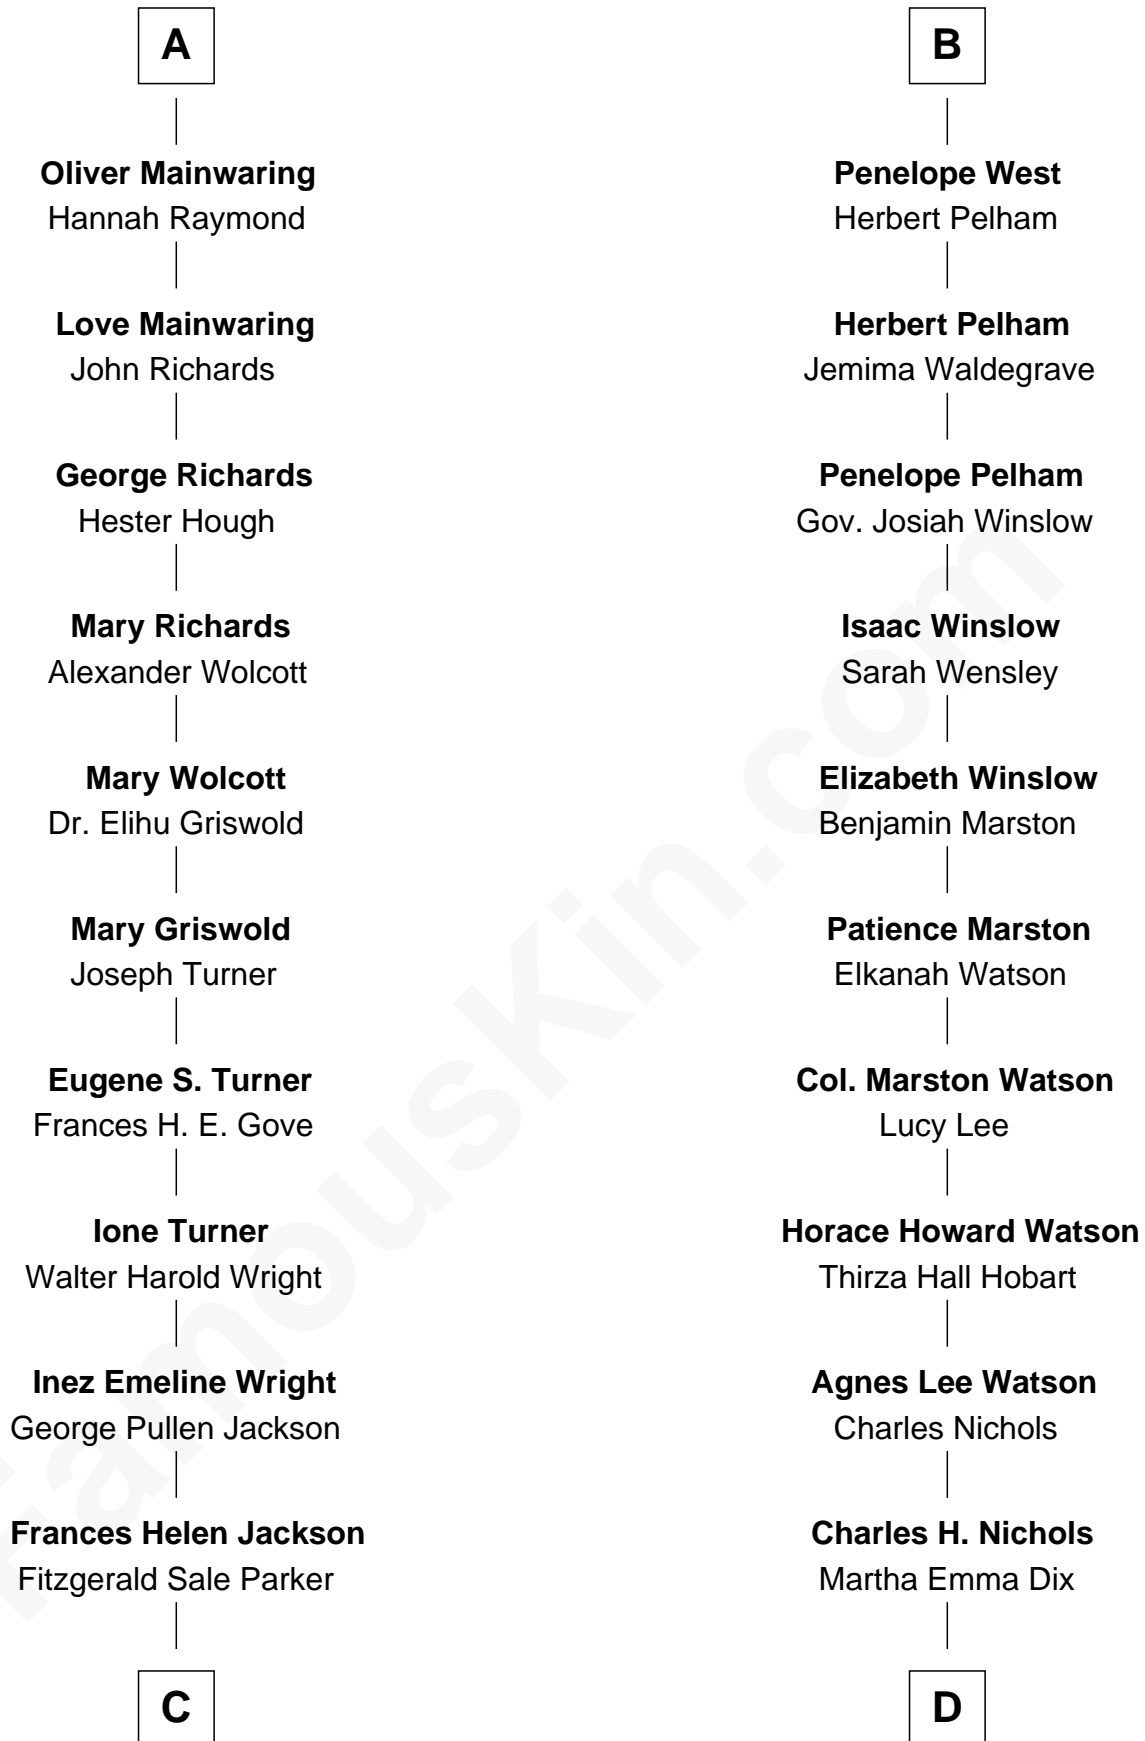 A
Oliver Mainwaring
Hannah Raymond
Love Mainwaring
John Richards
George Richards
Hester Hough
Mary Richards
Alexander Wolcott
Mary Wolcott
Dr. Elihu Griswold
Mary Griswold
Joseph Turner
Eugene S. Turner
Frances H. E. Gove
Ione Turner
Walter Harold Wright
Inez Emeline Wright
George Pullen Jackson
Frances Helen Jackson
Fitzgerald Sale Parker
C
B
Penelope West
Herbert Pelham
Herbert Pelham
Jemima Waldegrave
Penelope Pelham
Gov. Josiah Winslow
Isaac Winslow
Sarah Wensley
Elizabeth Winslow
Benjamin Marston
Patience Marston
Elkanah Watson
Col. Marston Watson
Lucy Lee
Horace Howard Watson
Thirza Hall Hobart
Agnes Lee Watson
Charles Nichols
Charles H. Nichols
Martha Emma Dix
D
FamousKin.com